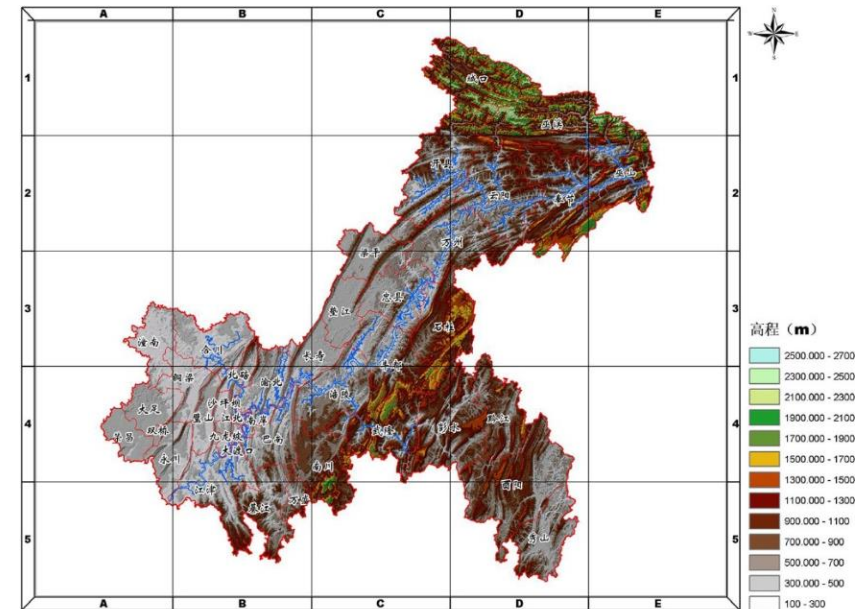 A B C D E
N
W E
S
1 1
城口
巫溪
2 2
开县
巫山
云阳
奉节
万州
梁平
3 3
忠县
垫江
石柱
潼南
合川
长寿
丰都
高程（m）
2500.000 - 2700
2300.000 - 2500
2100.000 - 2300
1900.000 - 2100
1700.000 - 1900
1500.000 - 1700
1300.000 - 1500
1100.000 - 1300
900.000 - 1100
700.000 - 900
500.000 - 700
300.000 - 500
100 - 300
铜梁
北碚
渝北
涪陵
4 4
大足
沙坪坝
璧山
江北
南岸
黔江
双桥
荣昌
九龙坡
巴南
武隆
彭水
大渡口
永川
南川
江津
万盛
綦江
酉阳
5 5
秀山
A B C D E